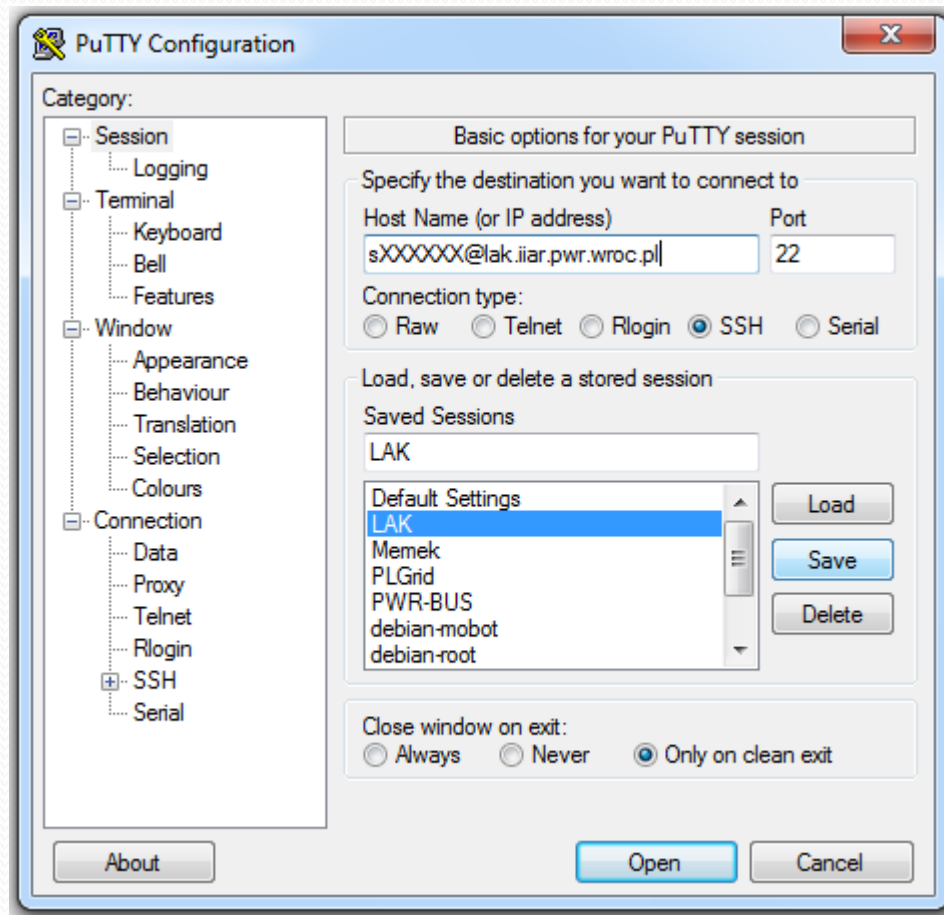 PuTTY Configuration
Category:
Session
Logging
Terminal
Keyboard
Bell
Features
Window
Appearance
Behaviour
Translation
Selection
Colours
Connection
Data
Proxy
Telnet
Rlogin
SSH
Serial
Basic options for your PuTTY session
Specify the destination you want to connect to
Host Name (or IP address) Port
sXXXXXX@lak.iiar.pwr.wroc.pl 22
Connection type:
Raw Telnet Rlogin SSH Serial
Load, save or delete a stored session
Saved Sessions
LAK
Default Settings
LAK
Memek
PLGrid
PWR-BUS
debian-mobot
debian-root
Load
Save
Delete
Close window on exit:
Always Never Only on clean exit
About Open Cancel